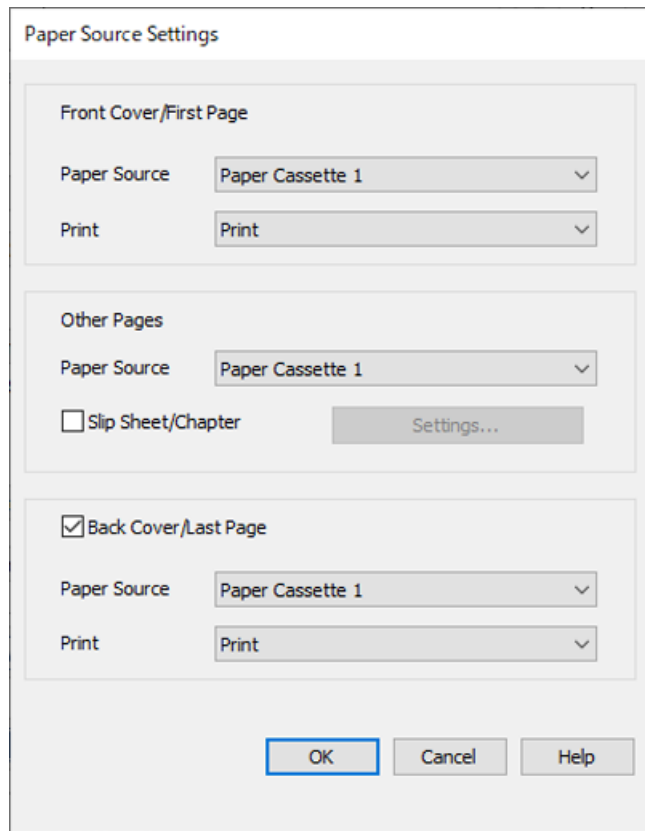 Paper Source Settings
Front Cover/First Page
Paper Source Paper Cassette 1
Print Print
Other Pages
Paper Source Paper Cassette 1
Slip Sheet/Chapter Settings...
Back Cover/Last Page
Paper Source Paper Cassette 1
Print Print
OK Cancel Help